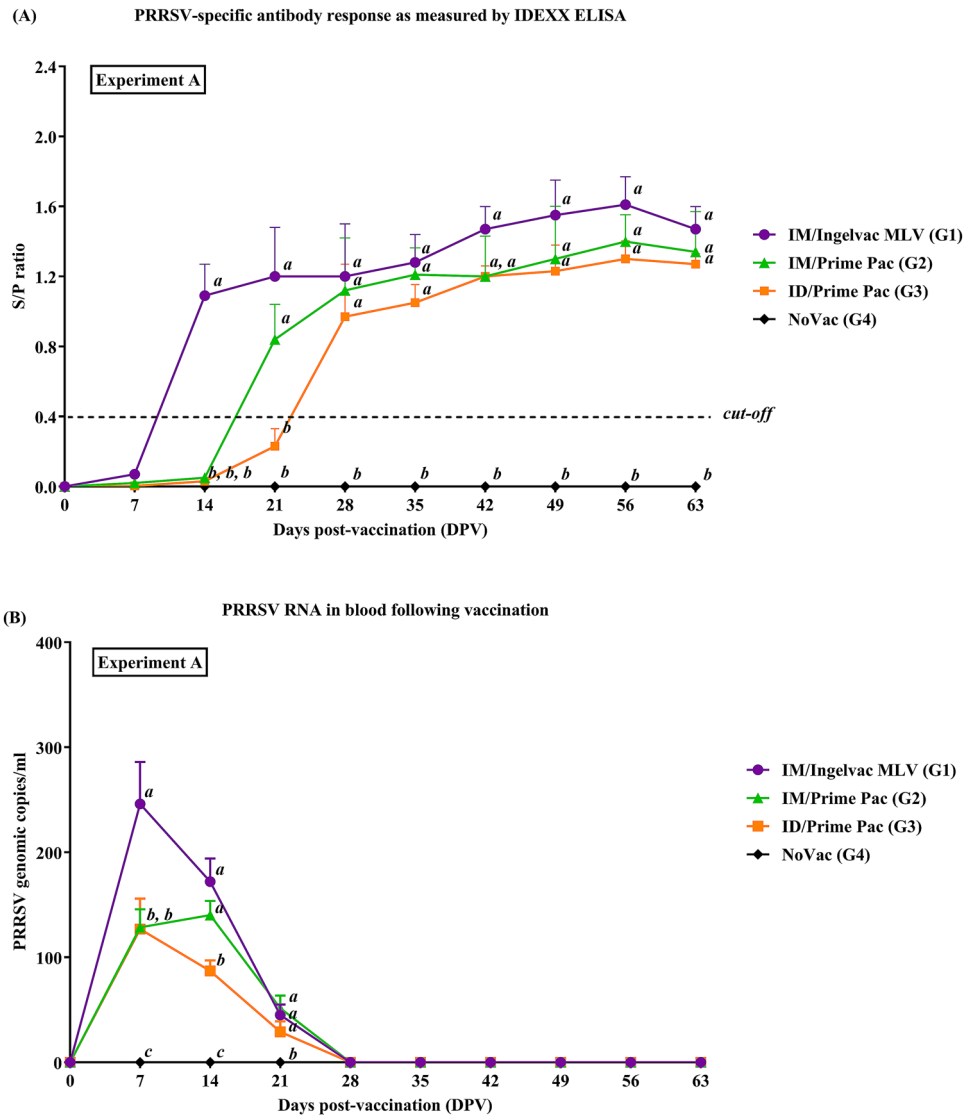 (A) PRRSV-specific antibody response as measured by IDEXX ELISA
2.4
Experiment A
2.0
1.6
1.2
0.8
0.4
0.0
S/P ratio
a a a a a a a a
a a a a a, a a a a
a a a a a
b
cut-off
b, b, b b b b b b b b
0 7 14 21 28 35 42 49 56 63
Days post-vaccination (DPV)
IM/Ingelvac MLV (G1)
IM/Prime Pac (G2)
ID/Prime Pac (G3)
NoVac (G4)
(B) PRRSV RNA in blood following vaccination
400
Experiment A
300
200
100
0
PRRSV genomic copies/ml
a
a
b, b a
b
a
a
a
c c b
0 7 14 21 28 35 42 49 56 63
Days post-vaccination (DPV)
IM/Ingelvac MLV (G1)
IM/Prime Pac (G2)
ID/Prime Pac (G3)
NoVac (G4)